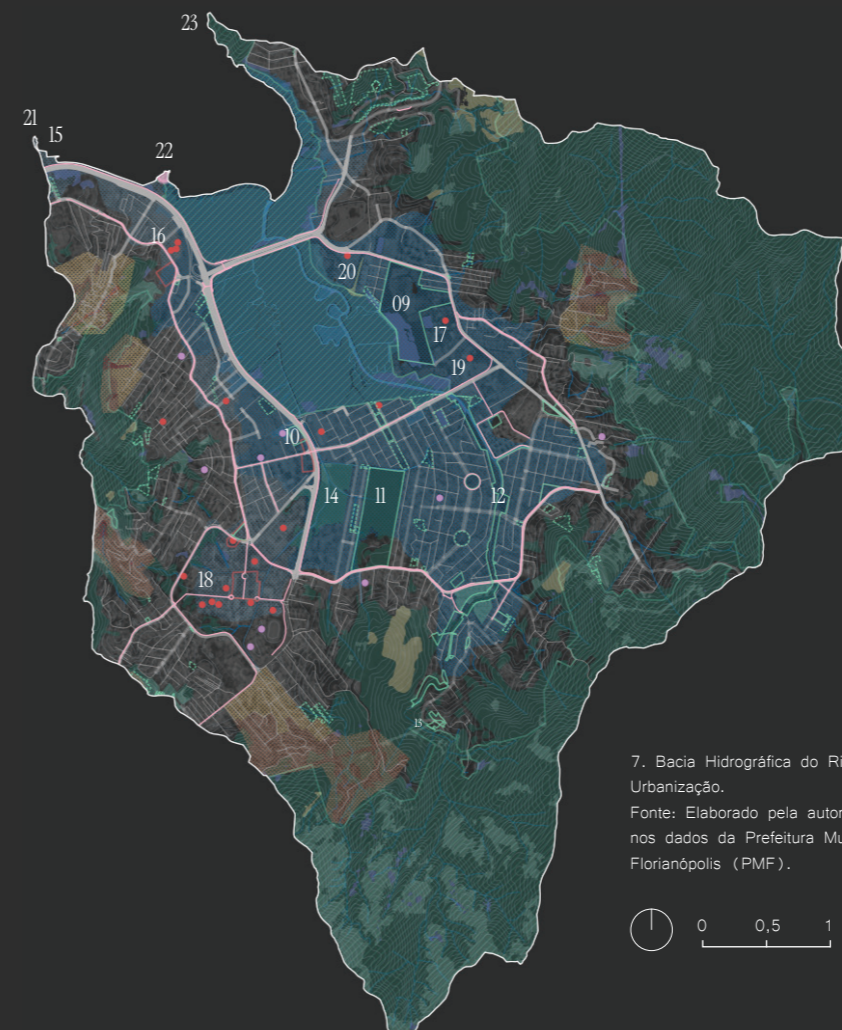 23
21
15
22
16
20
09
17
19
10
14
11
12
18
13
7. Bacia Hidrográfica do Ri
Urbanização.
Fonte: Elaborado pela autor
nos dados da Prefeitura Mu
Florianópolis (PMF).
0 0,5 1